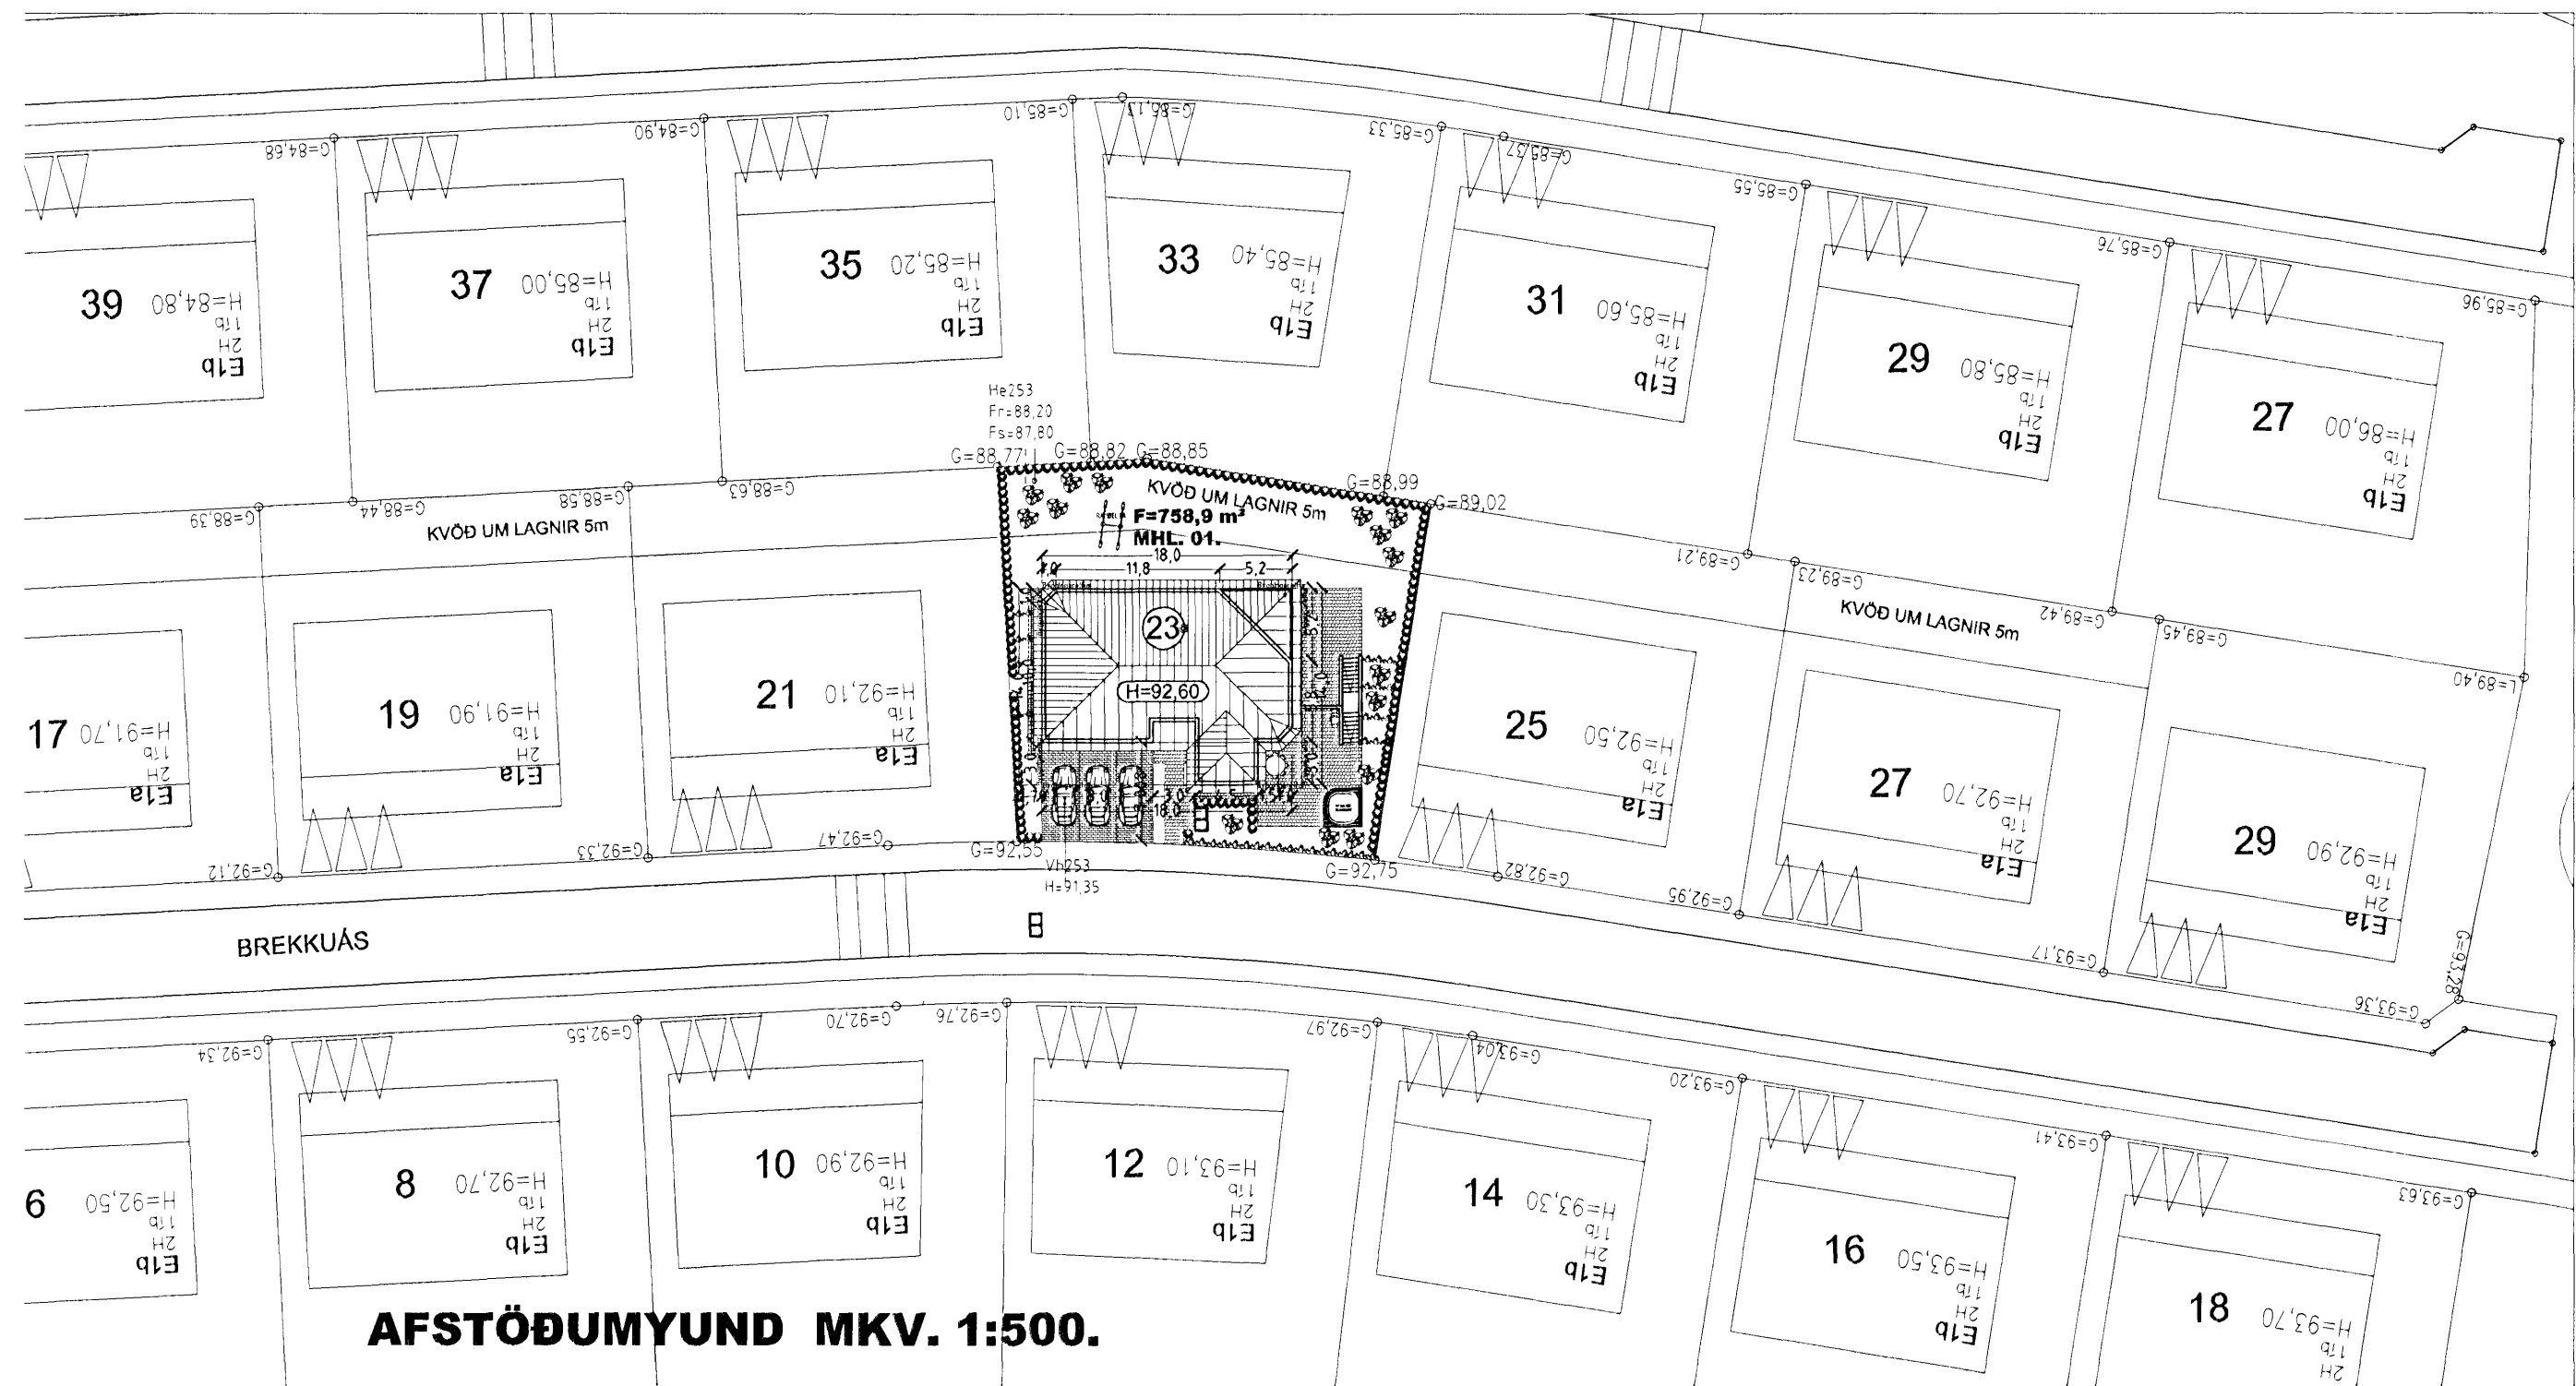 G=84,68
G=84,90
G=85,10
G=85,13
G=85,33
G=85,37
G=85,55
G=85,76
G=85,96
39
H=84,80
1íb
2H
E1b
37
H=85,00
1íb
2H
E1b
35
H=85,20
1íb
2H
E1b
33
H=85,40
1íb
2H
E1b
31
H=85,60
1íb
2H
E1b
29
H=85,80
1íb
2H
E1b
27
H=86,00
1íb
2H
E1b
He253
Fr=88,20
Fs=87,80
G=88,77
G=88,82
G=88,85
G=88,99
G=89,02
G=88,39
G=88,44
G=88,58
G=88,63
KVÖÐ UM LAGNIR 5m
KVÖÐ UM LAGNIR 5m
F=758,9 m²
MHL. 01.
18,0
11,8
5,2
G=89,21
G=89,23
G=89,42
G=89,45
L=89,40
KVÖÐ UM LAGNIR 5m
17
H=91,70
1íb
2H
E1a
19
H=91,90
1íb
2H
E1a
21
H=92,10
1íb
2H
E1a
23
H=92,60
25
H=92,50
1íb
2H
E1a
27
H=92,70
1íb
2H
E1a
29
H=92,90
1íb
2H
E1a
18,0
G=92,12
G=92,33
G=92,47
G=92,55
G=92,75
G=92,82
G=92,95
G=93,17
G=93,36
G=93,28
H=91,35
BREKKUÁS
G=92,34
G=92,55
G=92,70
G=92,76
G=92,97
G=93,04
G=93,20
G=93,41
G=93,63
6
H=92,50
1íb
2H
E1b
8
H=92,70
1íb
2H
E1b
10
H=92,90
1íb
2H
E1b
12
H=93,10
1íb
2H
E1b
14
H=93,30
1íb
2H
E1b
16
H=93,50
1íb
2H
E1b
18
H=93,70
1íb
2H
AFSTÖÐUMYUND MKV. 1:500.